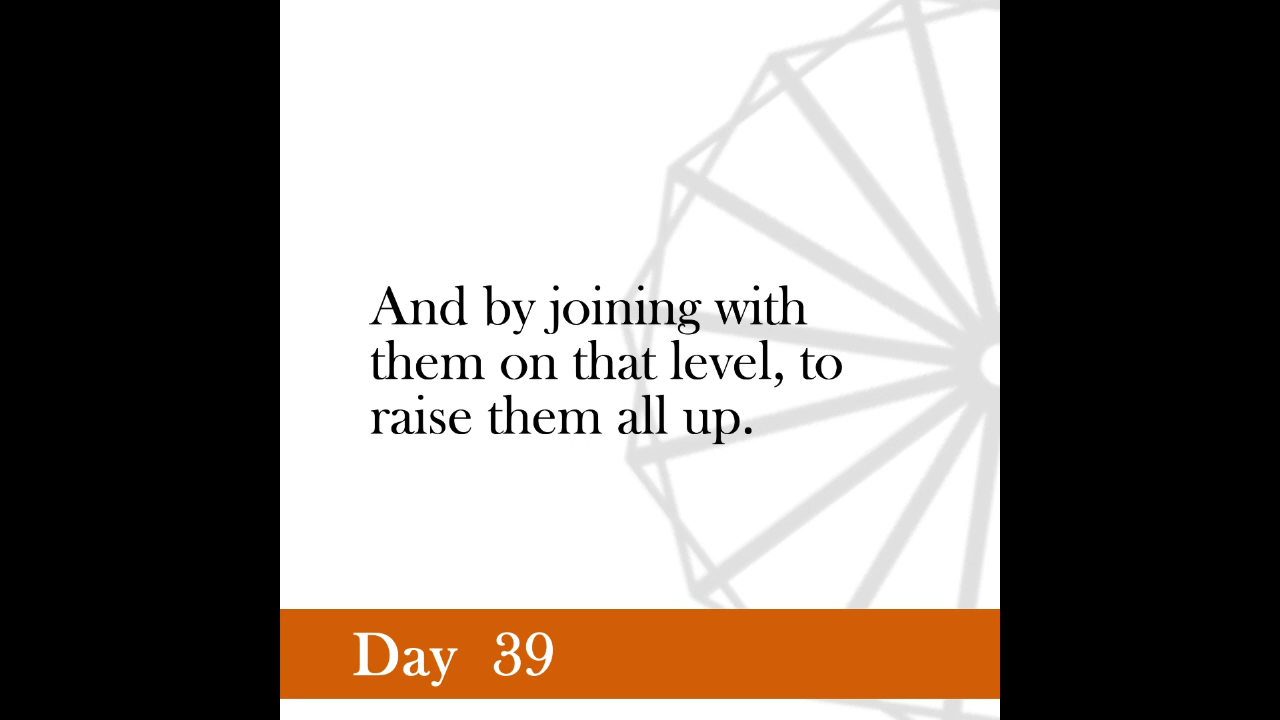 And by joining with
them on that level, to
raise them all up.
Day 39